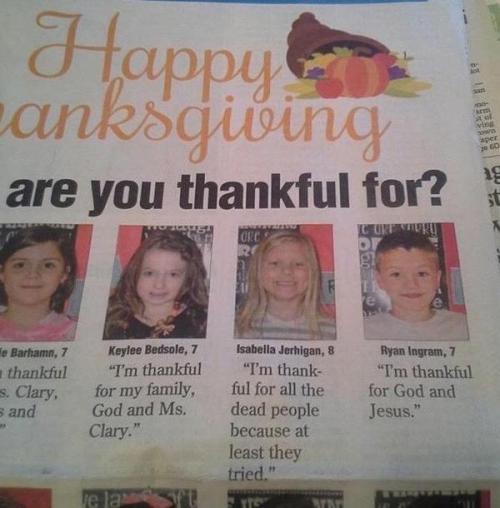 Happy
anksgiving
are you thankful for?
e Barhamn, 7
thankful
s. Clary,
s and
"
Keylee Bedsole, 7
"I'm thankful
for my family,
God and Ms.
Clary."
Isabella Jerhigan, 8
"I'm thank-
ful for all the
dead people
because at
least they
tried."
Ryan Ingram, 7
"I'm thankful
for God and
Jesus."